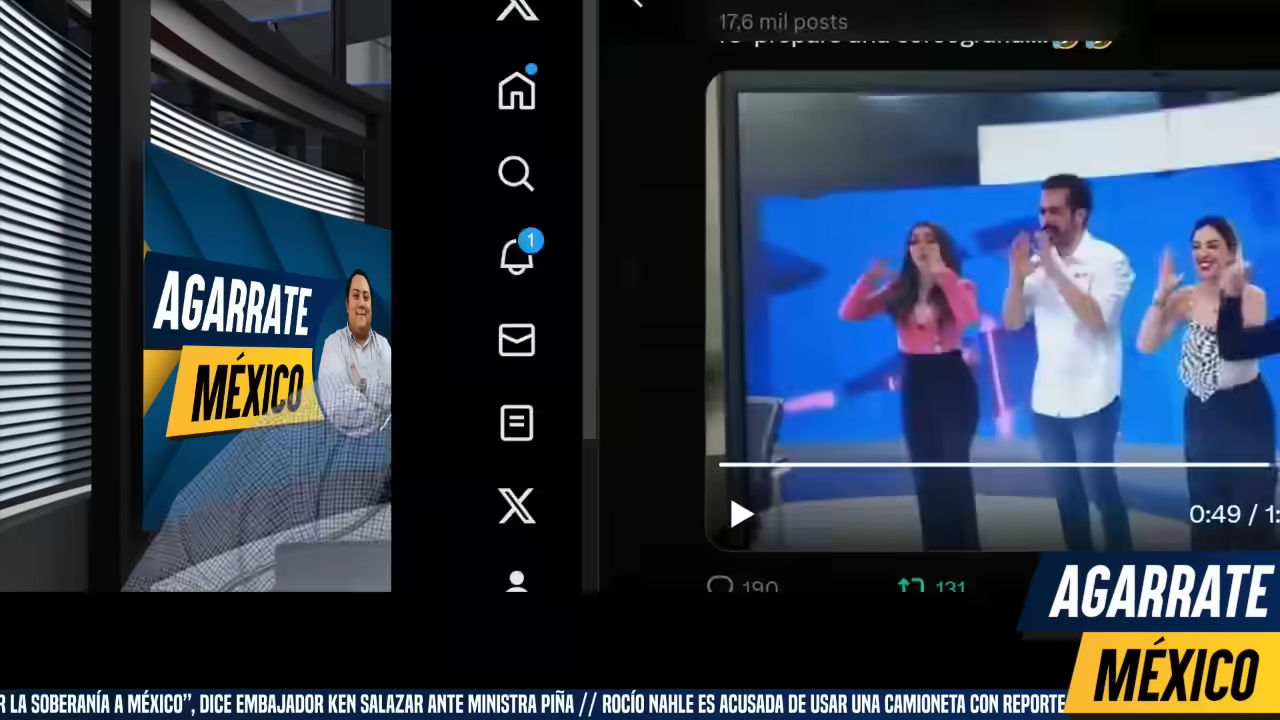 17,6 mil posts
1
AGARRATE
MÉXICO
0:49 / 1:
190
131
AGARRATE
MÉXICO
R LA SOBERANÍA A MÉXICO”, DICE EMBAJADOR KEN SALAZAR ANTE MINISTRA PIÑA // ROCÍO NAHLE ES ACUSADA DE USAR UNA CAMIONETA CON REPORTE